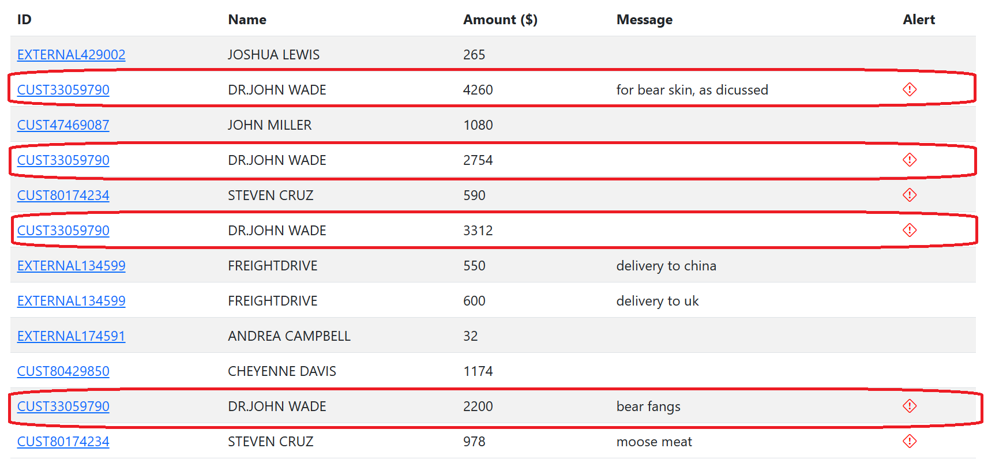 ID Name Amount ($) Message Alert
EXTERNAL429002 JOSHUA LEWIS 265
CUST33059790 DR.JOHN WADE 4260 for bear skin, as dicussed
CUST47469087 JOHN MILLER 1080
CUST33059790 DR.JOHN WADE 2754
CUST80174234 STEVEN CRUZ 590
CUST33059790 DR.JOHN WADE 3312
EXTERNAL134599 FREIGHTDRIVE 550 delivery to china
EXTERNAL134599 FREIGHTDRIVE 600 delivery to uk
EXTERNAL174591 ANDREA CAMPBELL 32
CUST80429850 CHEYENNE DAVIS 1174
CUST33059790 DR.JOHN WADE 2200 bear fangs
CUST80174234 STEVEN CRUZ 978 moose meat